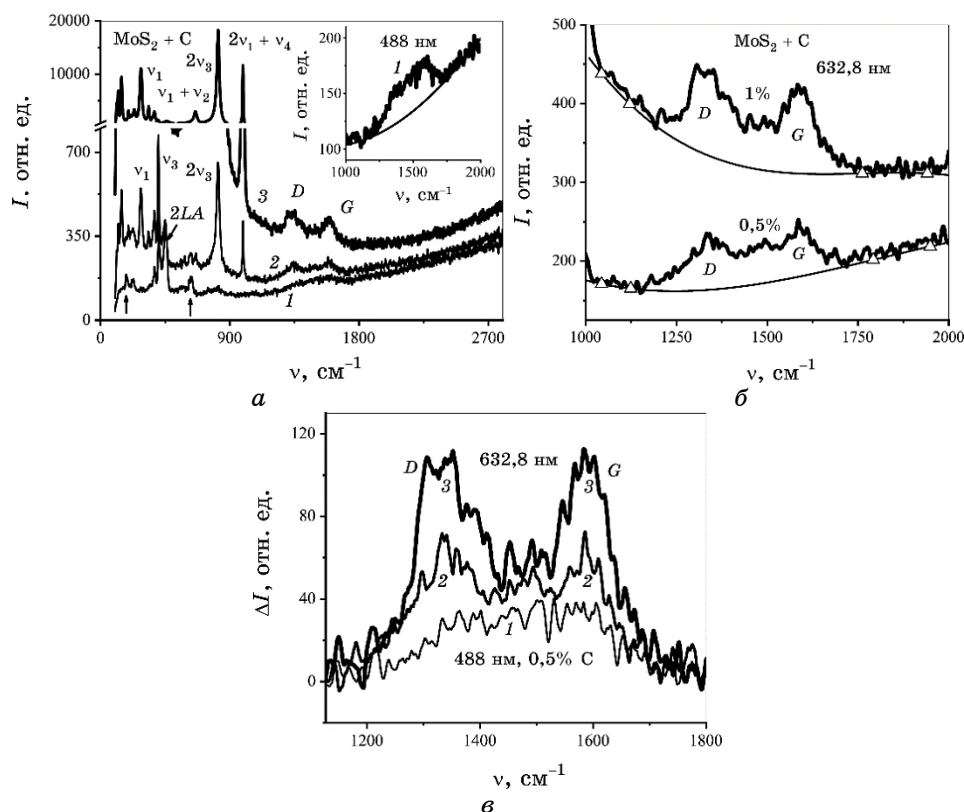 20000
10000
700
350
0
I. отн. ед.
MoS₂ + C
ν₁
ν₁ + ν₂
2ν₃
2ν₁ + ν₄
ν₁
ν₃
2LA
2ν₃
3
D
G
2
1
0 900 1800 2700
ν, см⁻¹
а
200
150
100
I, отн. ед.
488 нм
1
1000 1500 2000
ν, см⁻¹
500
400
300
200
I, отн. ед.
MoS₂ + C
632,8 нм
D
1%
G
0,5%
D
G
1000 1250 1500 1750 2000
ν, см⁻¹
б
120
80
40
0
ΔI, отн. ед.
D
632,8 нм
G
3
3
2
2
1
488 нм, 0,5% C
1200 1400 1600 1800
ν, см⁻¹
в